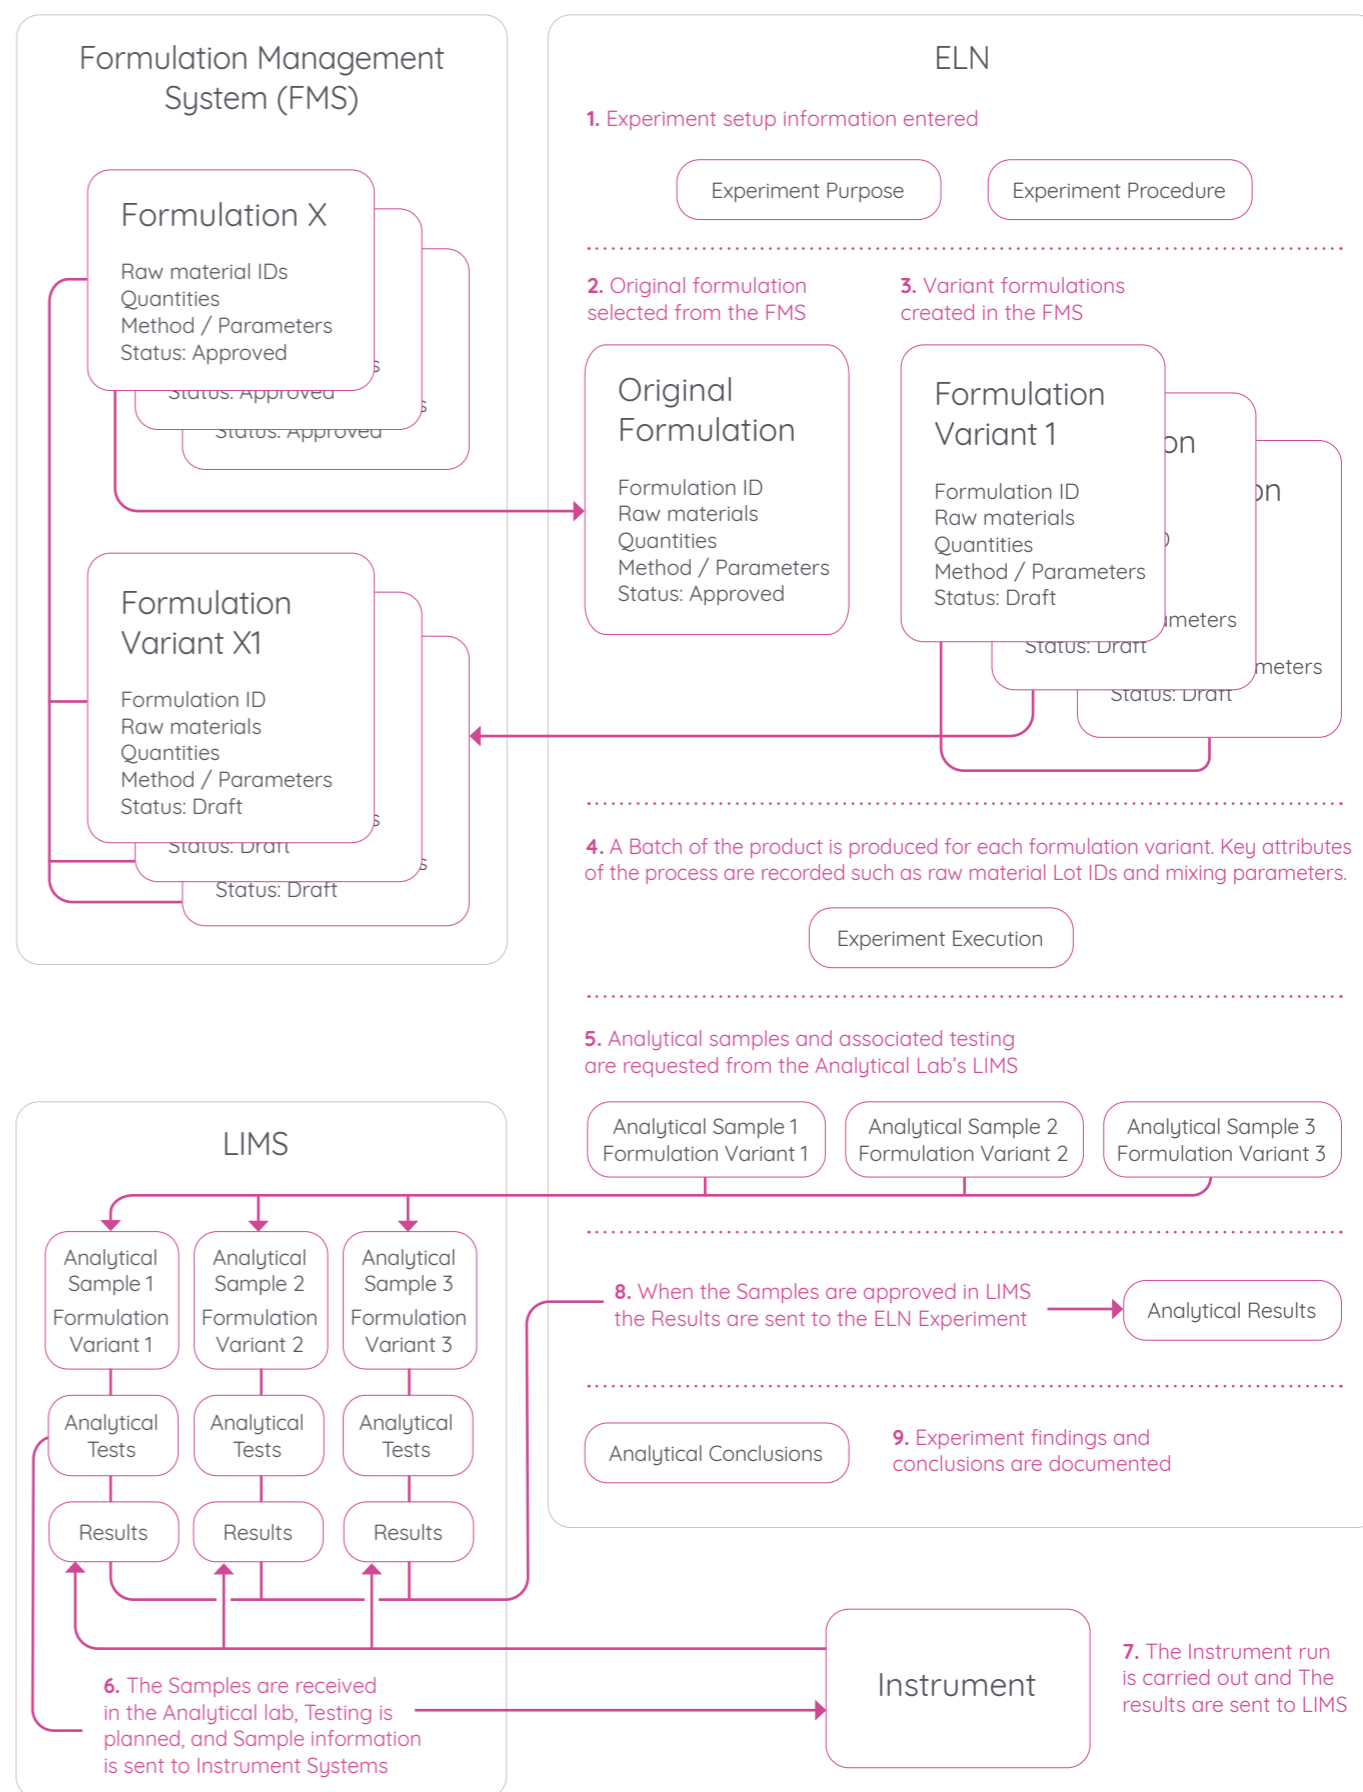 Formulation Management
System (FMS)
Formulation X
Raw material IDs
Quantities
Method / Parameters
Status: Approved
s
Status: Approved
s
Status: Approved
Formulation
Variant X1
Formulation ID
Raw materials
Quantities
Method / Parameters
Status: Draft
s
Status: Draft
s
Status: Draft
ELN
1. Experiment setup information entered
Experiment Purpose
Experiment Procedure
2. Original formulation
selected from the FMS
3. Variant formulations
created in the FMS
Original
Formulation
Formulation ID
Raw materials
Quantities
Method / Parameters
Status: Approved
Formulation
Variant 1
Formulation ID
Raw materials
Quantities
Method / Parameters
Status: Draft
on
D
meters
Status: Draft
on
meters
Status: Draft
4. A Batch of the product is produced for each formulation variant. Key attributes
of the process are recorded such as raw material Lot IDs and mixing parameters.
Experiment Execution
5. Analytical samples and associated testing
are requested from the Analytical Lab's LIMS
Analytical Sample 1
Formulation Variant 1
Analytical Sample 2
Formulation Variant 2
Analytical Sample 3
Formulation Variant 3
LIMS
Analytical
Sample 1
Formulation
Variant 1
Analytical
Sample 2
Formulation
Variant 2
Analytical
Sample 3
Formulation
Variant 3
Analytical
Tests
Analytical
Tests
Analytical
Tests
Results
Results
Results
6. The Samples are received
in the Analytical lab, Testing is
planned, and Sample information
is sent to Instrument Systems
Instrument
7. The Instrument run
is carried out and The
results are sent to LIMS
8. When the Samples are approved in LIMS
the Results are sent to the ELN Experiment
Analytical Results
Analytical Conclusions
9. Experiment findings and
conclusions are documented